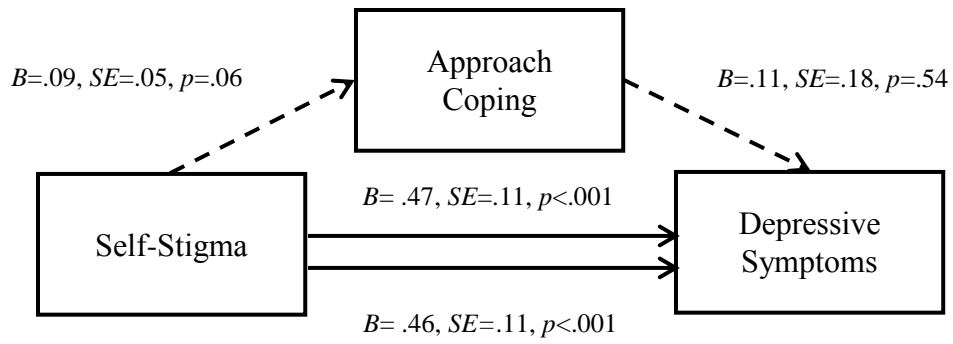 Approach
Coping
B=.09, SE=.05, p=.06
B=.11, SE=.18, p=.54
B= .47, SE=.11, p<.001
Self-Stigma
Depressive
Symptoms
B= .46, SE=.11, p<.001